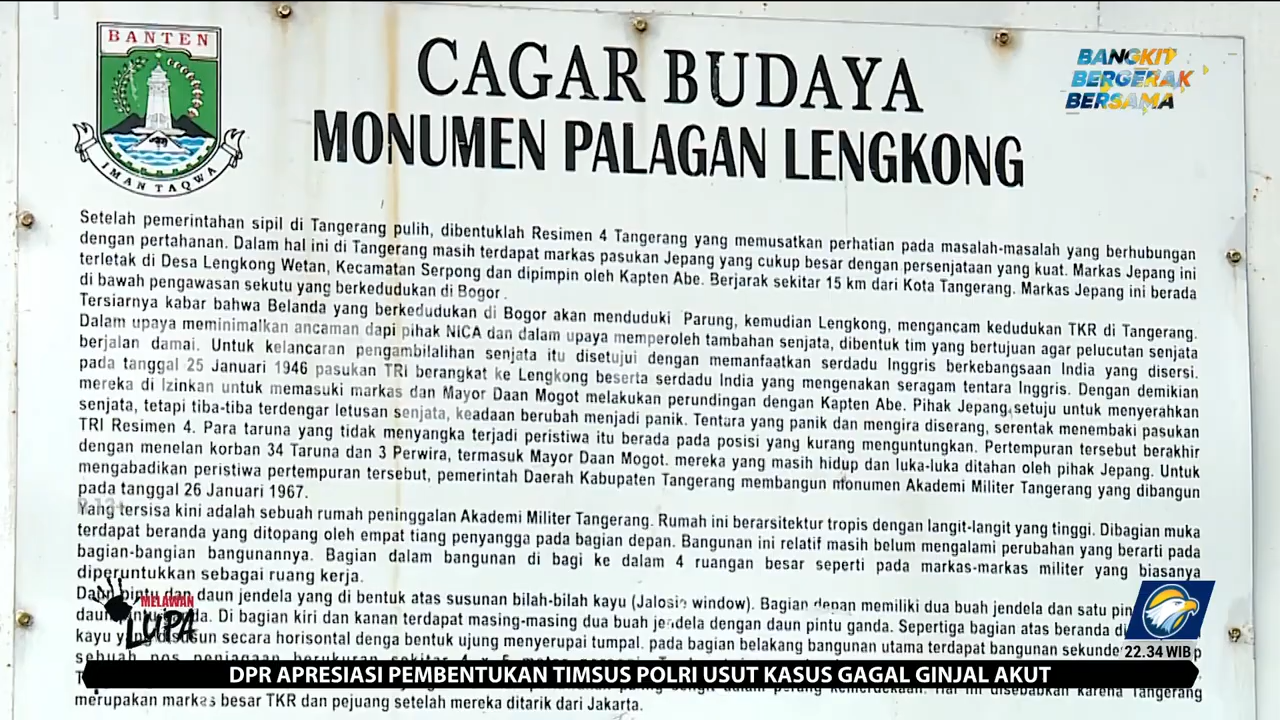 BANTEN
IMAN TAQWA
CAGAR BUDAYA
MONUMEN PALAGAN LENGKONG
BANGKIT
BERGERAK
BERSAMA
Setelah pemerintahan sipil di Tangerang pulih, dibentuklah Resimen 4 Tangerang yang memusatkan perhatian pada masalah-masalah yang berhubungan
dengan pertahanan. Dalam hal ini di Tangerang masih terdapat markas pasukan Jepang yang cukup besar dengan persenjataan yang kuat. Markas Jepang ini
terletak di Desa Lengkong Wetan, Kecamatan Serpong dan dipimpin oleh Kapten Abe. Berjarak sekitar 15 km dari Kota Tangerang. Markas Jepang ini berada
di bawah pengawasan sekutu yang berkedudukan di Bogor .
Tersiarnya kabar bahwa Belanda yang berkedudukan di Bogor akan menduduki Parung, kemudian Lengkong, mengancam kedudukan TKR di Tangerang.
Dalam upaya meminimalkan ancaman dapi pihak NICA dan dalam upaya memperoleh tambahan senjata, dibentuk tim yang bertujuan agar pelucutan senjata
berjalan damai. Untuk kelancaran pengambilalihan senjata itu disetujui dengan memanfaatkan serdadu Inggris berkebangsaan India yang disersi.
pada tanggal 25 Januari 1946 pasukan TRI berangkat ke Lengkong beserta serdadu India yang mengenakan seragam tentara Inggris. Dengan demikian
mereka di Izinkan untuk memasuki markas dan Mayor Daan Mogot melakukan perundingan dengan Kapten Abe. Pihak Jepang setuju untuk menyerahkan
senjata, tetapi tiba-tiba terdengar letusan senjata, keadaan berubah menjadi panik. Tentara yang panik dan mengira diserang, serentak menembaki pasukan
TRI Resimen 4. Para taruna yang tidak menyangka terjadi peristiwa itu berada pada posisi yang kurang menguntungkan. Pertempuran tersebut berakhir
dengan menelan korban 34 Taruna dan 3 Perwira, termasuk Mayor Daan Mogot. mereka yang masih hidup dan luka-luka ditahan oleh pihak Jepang. Untuk
mengabadikan peristiwa pertempuran tersebut, pemerintah Daerah Kabupaten Tangerang membangun monumen Akademi Militer Tangerang yang dibangun
pada tanggal 26 Januari 1967.
Yang tersisa kini adalah sebuah rumah peninggalan Akademi Militer Tangerang. Rumah ini berarsitektur tropis dengan langit-langit yang tinggi. Dibagian muka
terdapat beranda yang ditopang oleh empat tiang penyangga pada bagian depan. Bangunan ini relatif masih belum mengalami perubahan yang berarti pada
bagian-bangian bangunannya. Bagian dalam bangunan di bagi ke dalam 4 ruangan besar seperti pada markas-markas militer yang biasanya
diperuntukkan sebagai ruang kerja.
Daun pintu dan daun jendela yang di bentuk atas susunan bilah-bilah kayu (Jalosie window). Bagian depan memiliki dua buah jendela dan satu
ganda. Di bagian kiri dan kanan terdapat masing-masing dua buah jendela dengan daun pintu ganda. Sepertiga bagian atas beranda
kayu yang disusun secara horisontal denga bentuk ujung menyerupai tumpal. pada bagian belakang bangunan utama terdapat bangunan
merupakan markas besar TKR dan pejuang setelah mereka ditarik dari Jakarta.
MELAWAN
LUPA
22.34 WIB
DPR APRESIASI PEMBENTUKAN TIMSUS POLRI USUT KASUS GAGAL GINJAL AKUT